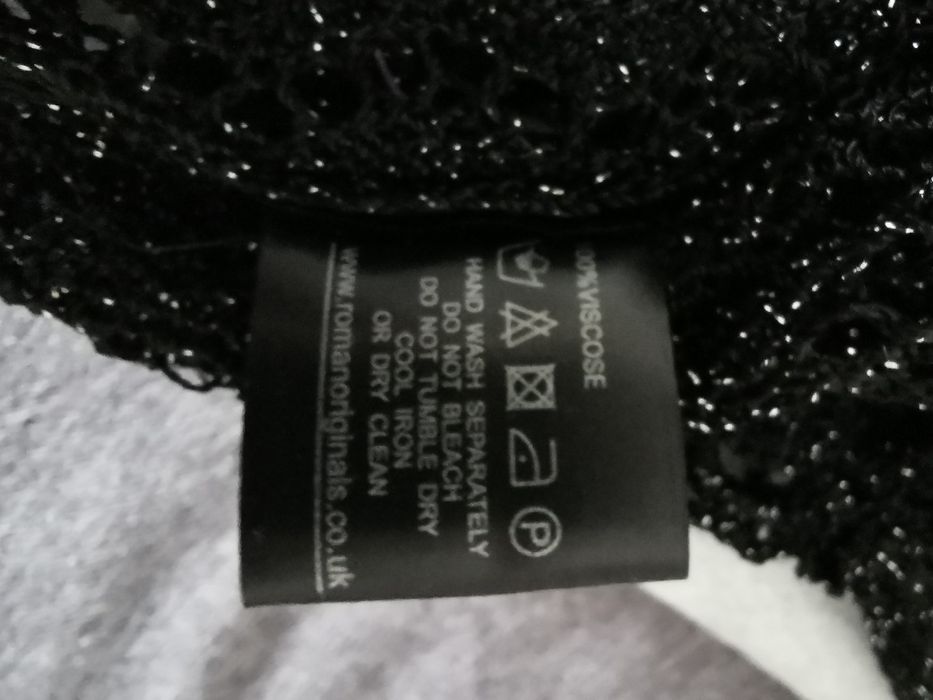 00%VISCOSE
P
HAND WASH SEPARATELY
DO NOT BLEACH
DO NOT TUMBLE DRY
COOL IRON
OR DRY CLEAN
www.romanoriginals.co.uk